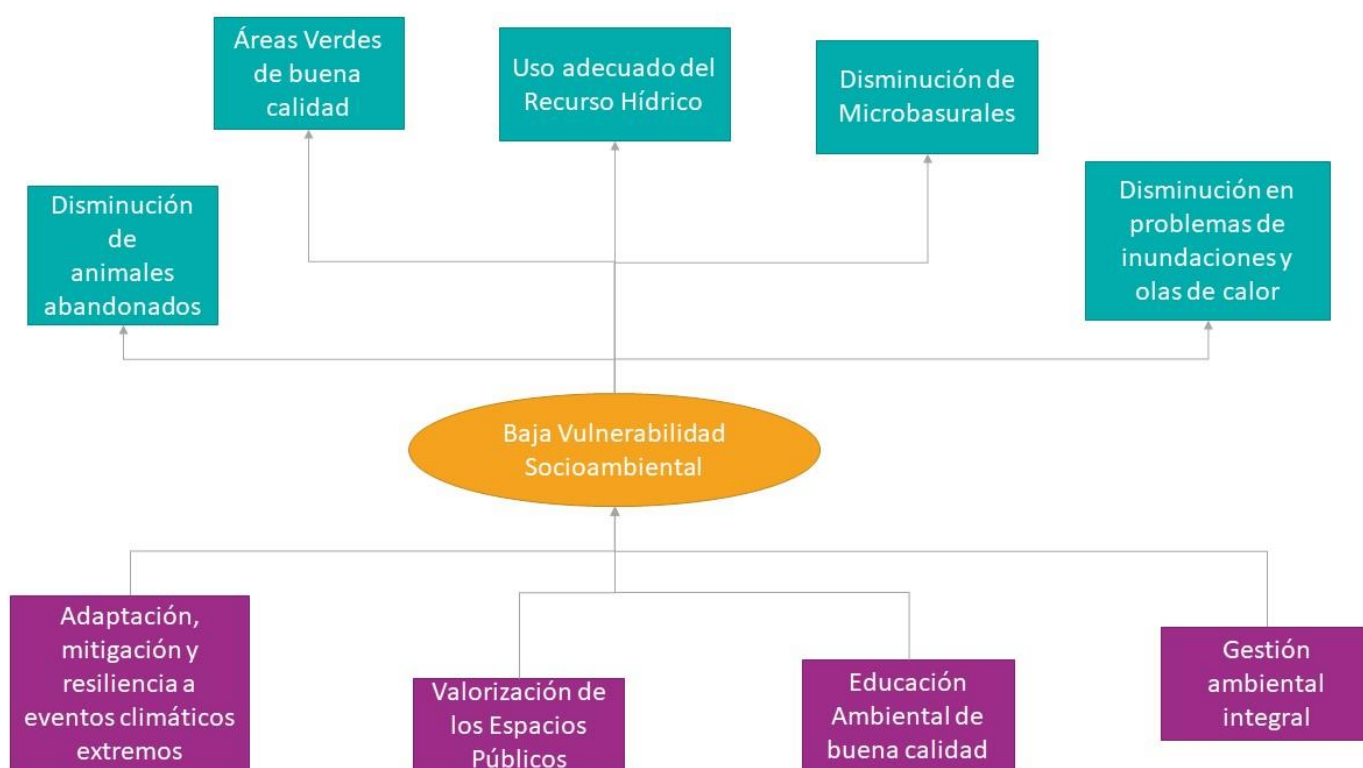 Áreas Verdes
de buena
calidad
Uso adecuado del
Recurso Hídrico
Disminución de
Microbasurales
Disminución
de
animales
abandonados
Disminución en
problemas de
inundaciones y
olas de calor
Baja Vulnerabilidad
Socioambiental
Adaptación,
mitigación y
resiliencia a
eventos climáticos
extremos
Valorización de
los Espacios
Públicos
Educación
Ambiental de
buena calidad
Gestión
ambiental
integral